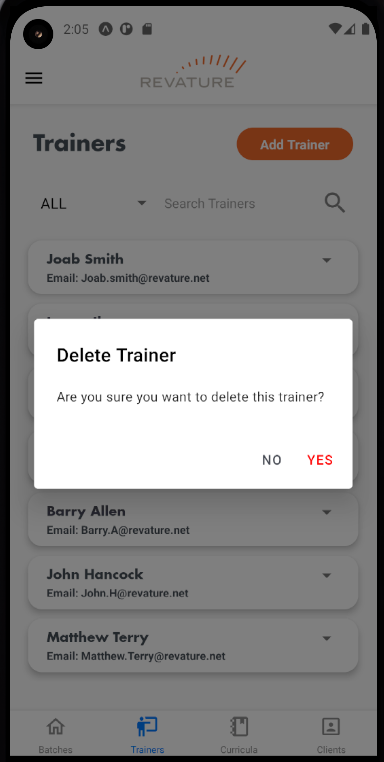 2:05
REVATURE
Trainers
Add Trainer
ALL
Search Trainers
Joab Smith
Email: Joab.smith@revature.net
Delete Trainer
Are you sure you want to delete this trainer?
NO
YES
Barry Allen
Email: Barry.A@revature.net
John Hancock
Email: John.H@revature.net
Matthew Terry
Email: Matthew.Terry@revature.net
Batches
Trainers
Curricula
Clients